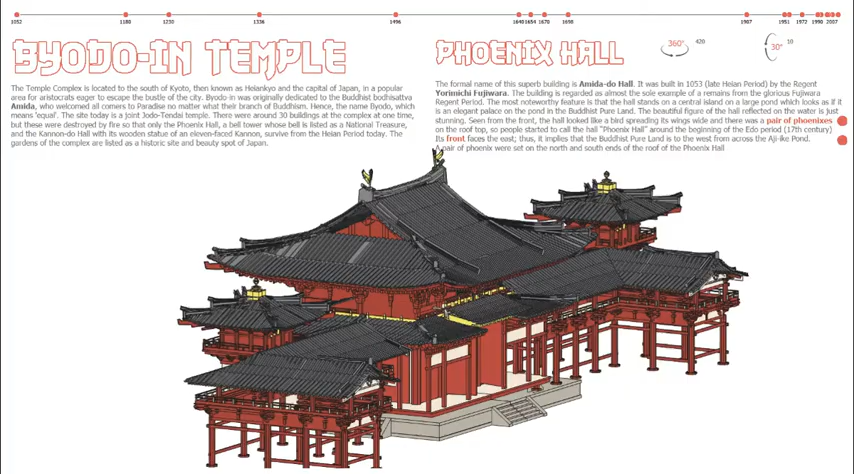 1052 1180 1230 1336 1496 1640 1654 1678 1698 1907 1951 1972 1996 2007
BYODO-IN TEMPLE
The Temple Complex is located to the south of Kyoto, then known as Heiankyo and the capital of Japan, in a popular
area for aristocrats eager to escape the bustle of the city. Byodo-in was originally dedicated to the Buddhist bodhisattva
Amida, who welcomed all comers to Paradise no matter what their branch of Buddhism. Hence, the name Byodo, which
means 'equal'. The site today is a joint Jodo-Tendai temple. There were around 30 buildings at the complex at one time,
but these were destroyed by fire so that only the Phoenix Hall, a bell tower whose bell is listed as a National Treasure,
and the Kannon-do Hall with its wooden statue of an eleven-faced Kannon, survive from the Heian Period today. The
gardens of the complex are listed as a historic site and beauty spot of Japan.
PHOENIX HALL
360° 420
30° 10
The formal name of this superb building is Amida-do Hall. It was built in 1053 (late Heian Period) by the Regent
Yorimichi Fujiwara. The building is regarded as almost the sole example of a remains from the glorious Fujiwara
Regent Period. The most noteworthy feature is that the hall stands on a central island on a large pond which looks as if it
is an elegant palace on the pond in the Buddhist Pure Land. The beautiful figure of the hall reflected on the water is just
stunning. Seen from the front, the hall looked like a bird spreading its wings wide and there was a pair of phoenixes
on the roof top, so people started to call the hall "Phoenix Hall" around the beginning of the Edo period (17th century)
Its front faces the east; thus, it implies that the Buddhist Pure Land is to the west from across the Aji-ike Pond.
A pair of phoenix were set on the north and south ends of the roof of the Phoenix Hall